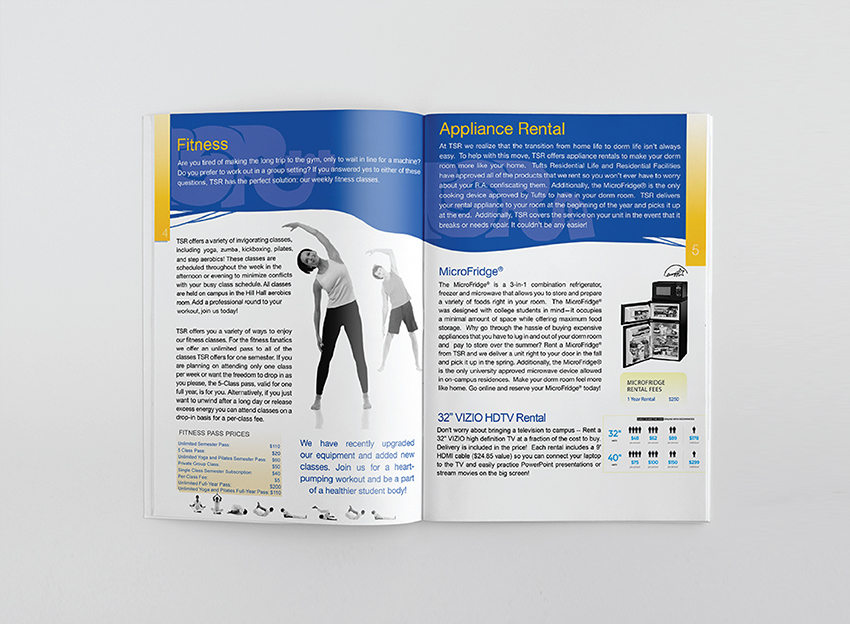 Fitness
Are you tired of making the long trip to the gym, only to wait in line for a machine?
Do you prefer to work out in a group setting? If you answered yes to either of these
questions, TSR has the perfect solution: our weekly fitness classes.
4
TSR offers a variety of invigorating classes,
including yoga, zumba, kickboxing, pilates,
and step aerobics! These classes are
scheduled throughout the week in the
afternoon or evening to minimize conflicts
with your busy class schedule. All classes
are held on campus in the Hill Hall aerobics
room. Add a professional round to your
workout, join us today!
TSR offers you a variety of ways to enjoy
our fitness classes. For the fitness fanatics
we offer an unlimited pass to all of the
classes TSR offers for one semester. If you
are planning on attending only one class
per week or want the freedom to drop in as
you please, the 5-Class pass, valid for one
full year, is for you. Alternatively, if you just
want to unwind after a long day or release
excess energy you can attend classes on a
drop-in basis for a per-class fee.
FITNESS PASS PRICES
Unlimited Semester Pass: $110
5 Class Pass: $20
Unlimited Yoga and Pilates Semester Pass: $60
Private Group Class: $50
Single Class Semester Subscription: $40
Per-Class Fee: $5
Unlimited Full-Year Pass: $200
Unlimited Yoga and Pilates Full-Year Pass: $110
We have recently upgraded
our equipment and added new
classes. Join us for a heart-
pumping workout and be a part
of a healthier student body!
Appliance Rental
At TSR we realize that the transition from home life to dorm life isn't always
easy. To help with this move, TSR offers appliance rentals to make your dorm
room more like your home. Tufts Residential Life and Residential Facilities
have approved all of the products that we rent so you won't ever have to worry
about your R.A. confiscating them. Additionally, the MicroFridge® is the only
cooking device approved by Tufts to have in your dorm room. TSR delivers
your rental appliance to your room at the beginning of the year and picks it up
at the end. Additionally, TSR covers the service on your unit in the event that it
breaks or needs repair. It couldn't be any easier!
5
MicroFridge®
The MicroFridge® is a 3-in-1 combination refrigerator,
freezer and microwave that allows you to store and prepare
a variety of foods right in your room. The MicroFridge®
was designed with college students in mind—it occupies
a minimal amount of space while offering maximum food
storage. Why go through the hassle of buying expensive
appliances that you have to lug in and out of your dorm room
and pay to store over the summer? Rent a MicroFridge®
from TSR and we deliver a unit right to your door in the fall
and pick it up in the spring. Additionally, the MicroFridge®
is the only university approved microwave device allowed
in on-campus residences. Make your dorm room feel more
like home. Go online and reserve your MicroFridge® today!
MICROFRIDGE
RENTAL FEES
1 Year Rental $250
32" VIZIO HDTV Rental
Don't worry about bringing a television to campus – Rent a
32" VIZIO high definition TV at a fraction of the cost to buy.
Delivery is included in the price! Each rental includes a 9'
HDMI cable ($24.85 value) so you can connect your laptop
to the TV and easily practice PowerPoint presentations or
stream movies on the big screen!
32"
$48 $62 $89 $178
40"
$75 $100 $150 $299